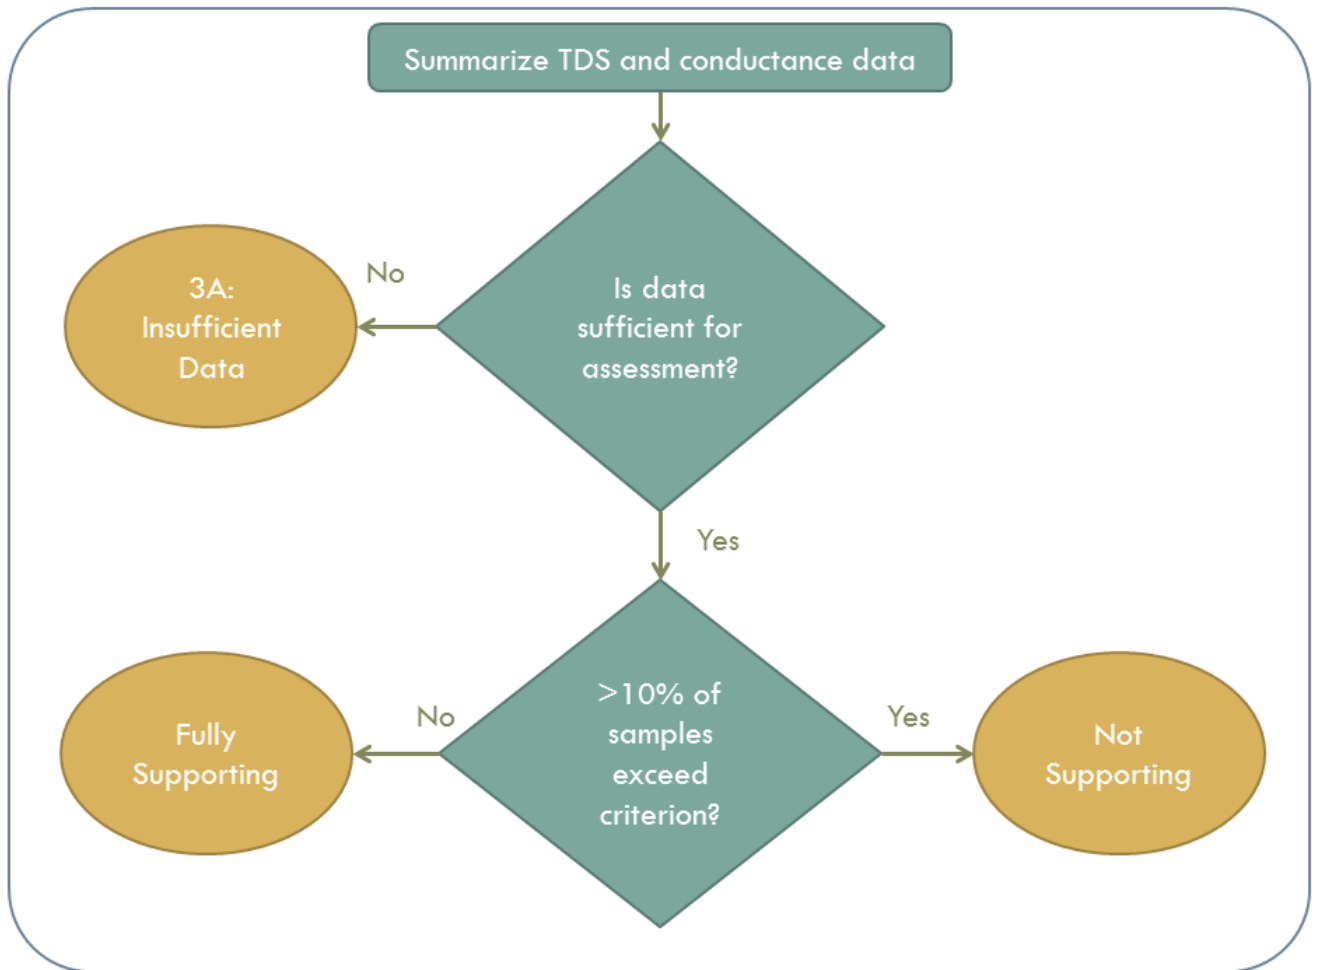 Summarize TDS and conductance data
No
3A:
Insufficient
Data
Is data
sufficient for
assessment?
Yes
Fully
Supporting
No
>10% of
samples
exceed
criterion?
Yes
Not
Supporting